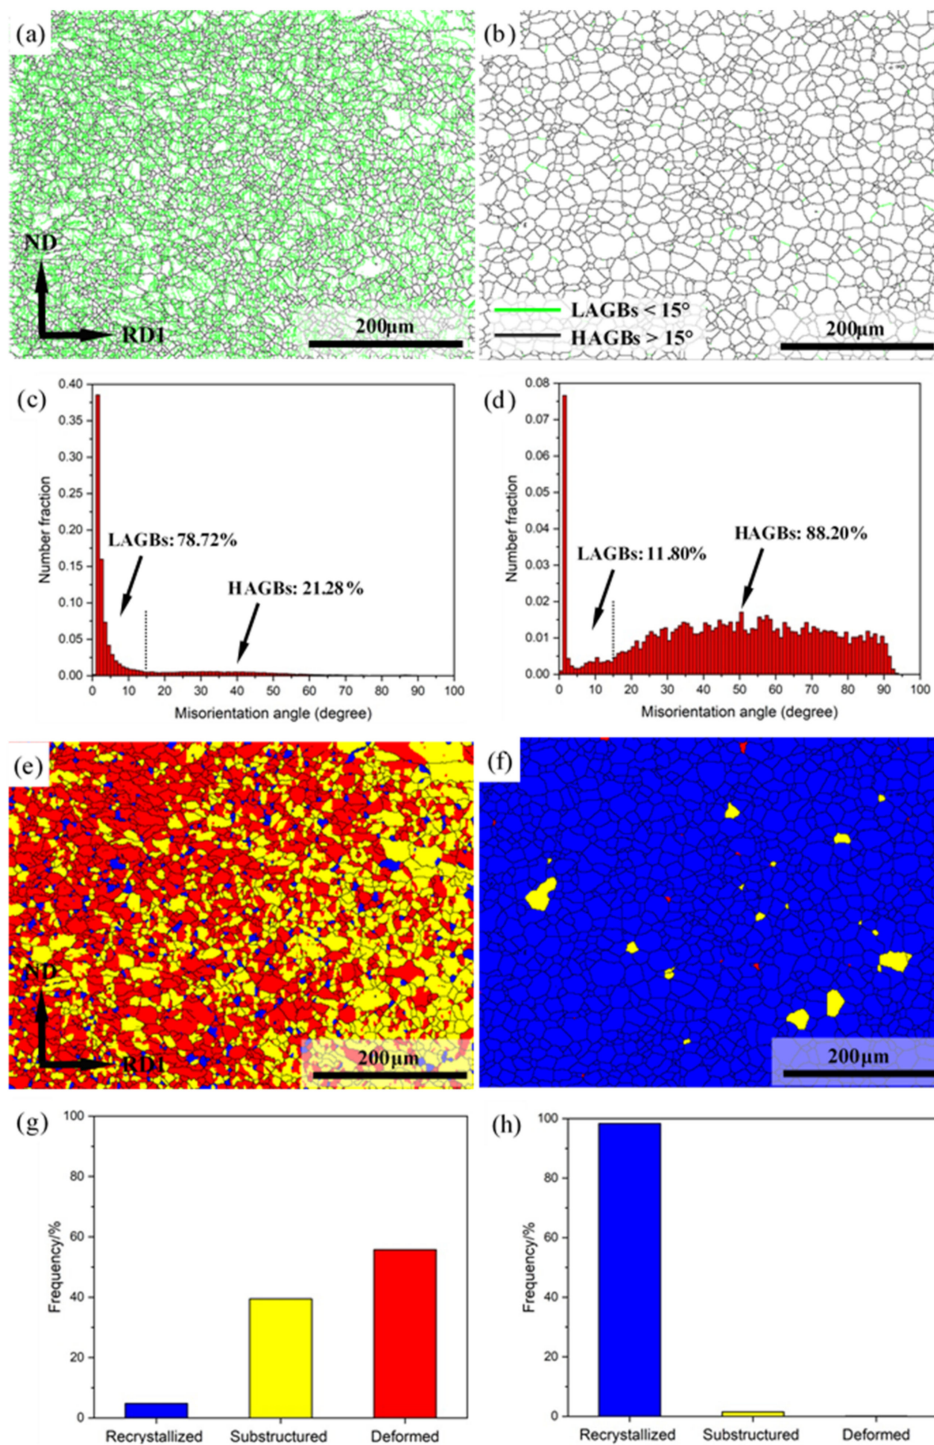 (a)
(b)
ND
RD1
200μm
LAGBs < 15°
HAGBs > 15°
200μm
(c)
0.40
0.35
0.30
0.25
0.20
0.15
0.10
0.05
0.00
Number fraction
LAGBs: 78.72%
HAGBs: 21.28%
0 10 20 30 40 50 60 70 80 90 100
Misorientation angle (degree)
(d)
0.08
0.07
0.06
0.05
0.04
0.03
0.02
0.01
0.00
Number fraction
LAGBs: 11.80%
HAGBs: 88.20%
0 10 20 30 40 50 60 70 80 90 100
Misorientation angle (degree)
(e)
ND
RD1
200μm
(f)
200μm
(g)
100
80
60
40
20
0
Frequency/%
Recrystallized Substructured Deformed
(h)
100
80
60
40
20
0
Frequency/%
Recrystallized Substructured Deformed